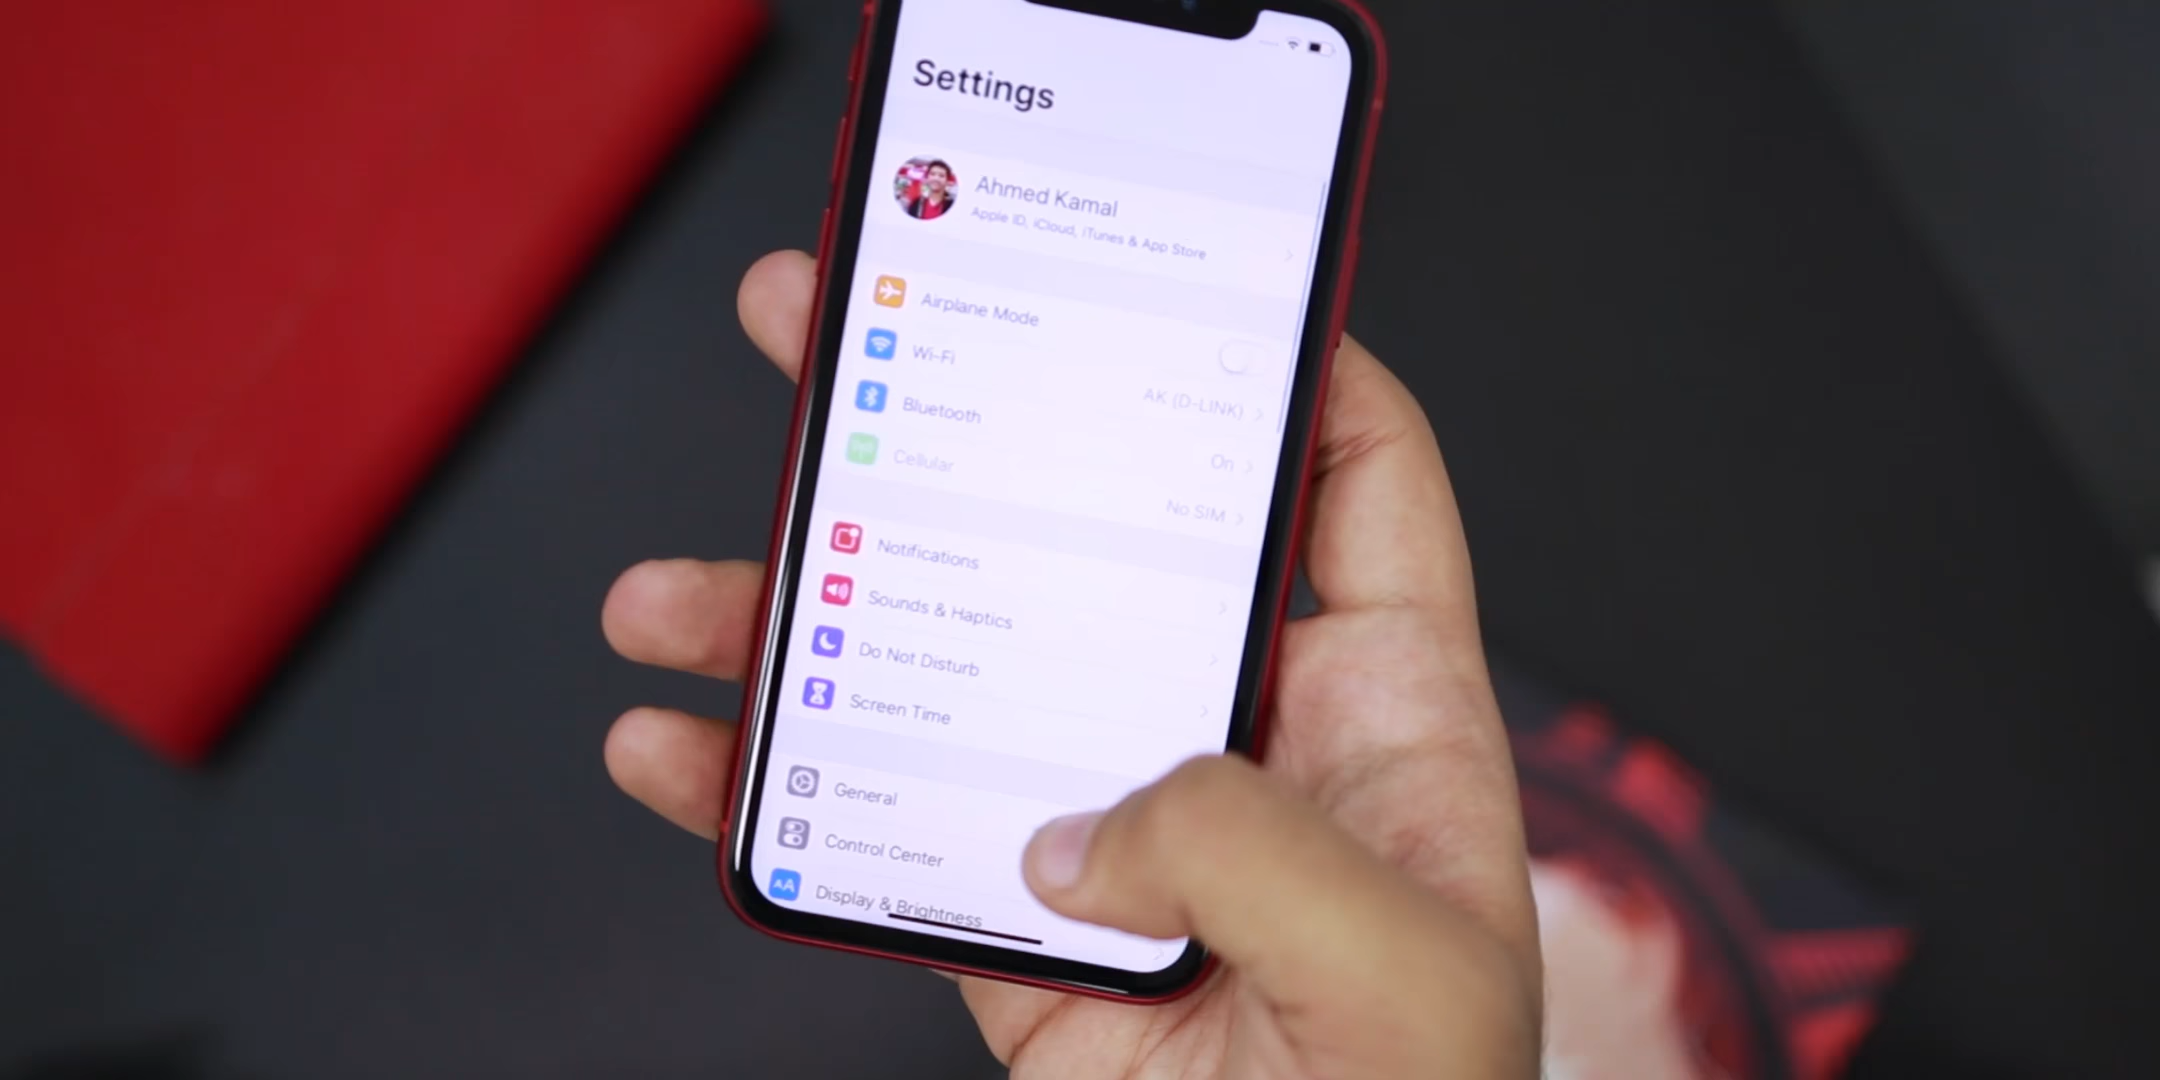 Settings
Ahmed Kamal
Apple ID, iCloud, iTunes & App Store
Airplane Mode
Wi-Fi
AK (D-LINK)
Bluetooth
On
Cellular
No SIM
Notifications
Sounds & Haptics
Do Not Disturb
Screen Time
General
Control Center
AA
Display & Brightness